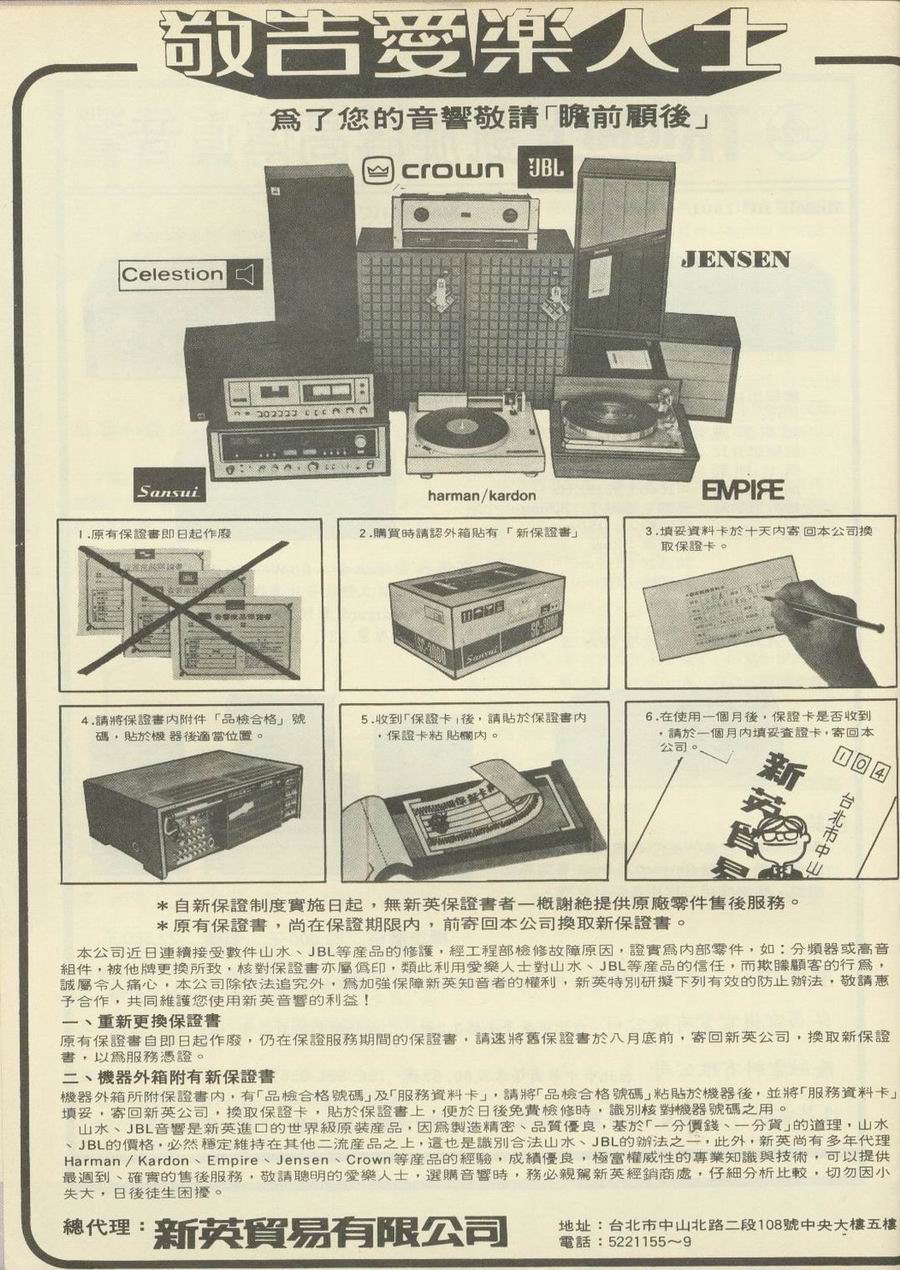 敬告愛楽人士
爲了您的音響敬請「瞻前顧後」
crown
JBL
Celestion
JENSEN
Sansui
harman/kardon
EMPIRE
1.原有保證書即日起作廢
2.購買時請認外箱貼有「新保證書」
SC-3000
Sansui
SC-3000
3.填妥資料卡於十天内寄回本公司換
取保證卡。
4.請將保證書内附件「品檢合格」號
碼，貼於機器後適當位置。
5.收到「保證卡」後，請貼於保證書内
，保證卡粘貼欄内。
保證卡
6.在使用一個月後，保證卡是否收到
，請於一個月内填妥査證卡，寄回本
公司。
104
台北市中山
新英貿易
＊自新保證制度實施日起，無新英保證書者一概謝絶提供原廠零件售後服務。
＊原有保證書，尚在保證期限内，前寄回本公司換取新保證書。
本公司近日連續接受數件山水、JBL等産品的修護，經工程部檢修故障原因，證實爲内部零件，如：分頻器或高音
組件，被他牌更換所致，核對保證書亦屬僞印，類此利用愛樂人士對山水、JBL等産品的信任，而欺矇顧客的行爲，
誠屬令人痛心，本公司除依法追究外，爲加強保障新英知音者的權利，新英特別研擬下列有效的防止辦法，敬請惠
予合作，共同維護您使用新英音響的利益！
一、重新更換保證書
原有保證書自即日起作廢，仍在保證服務期間的保證書，請速將舊保證書於八月底前，寄回新英公司，換取新保證
書，以爲服務憑證。
二、機器外箱附有新保證書
機器外箱所附保證書内，有「品檢合格號碼」及「服務資料卡」，請將「品檢合格號碼」粘貼於機器後，並將「服務資料卡」
填妥，寄回新英公司，換取保證卡，貼於保證書上，便於日後免費檢修時，識別核對機器號碼之用。
山水、JBL音響是新英進口的世界級原裝産品，因爲製造精密、品質優良，基於「一分價錢、一分貨」的道理，山水
、JBL的價格，必然穩定維持在其他二流産品之上，這也是識別合法山水、JBL的辦法之一，此外，新英尚有多年代理
Harman / Kardon、Empire、Jensen、Crown等産品的經驗，成績優良，極富權威性的專業知識與技術，可以提供
最週到、確實的售後服務，敬請聰明的愛樂人士，選購音響時，務必親駕新英經銷商處，仔細分析比較，切勿因小
失大，日後徒生困擾。
總代理：新英貿易有限公司
地址：台北市中山北路二段108號中央大樓五樓
電話：5221155～9